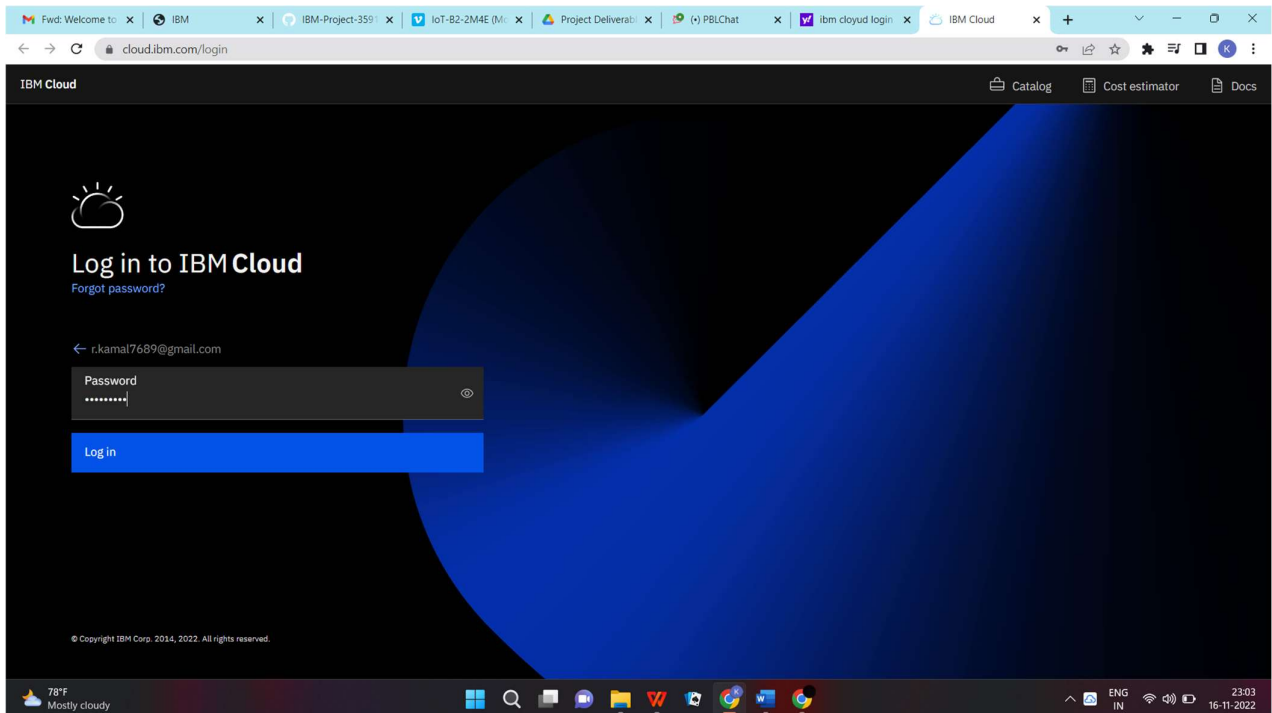 Fwd: Welcome to
IBM
IBM-Project-3591
IoT-B2-2M4E (Mo
Project Deliverabl
(•) PBLChat
ibm cloyud login
IBM Cloud
cloud.ibm.com/login
K
IBM Cloud
Catalog
Cost estimator
Docs
Log in to IBM Cloud
Forgot password?
← r.kamal7689@gmail.com
Password
•••••••••
Log in
© Copyright IBM Corp. 2014, 2022. All rights reserved.
78°F
Mostly cloudy
ENG
IN
23:03
16-11-2022